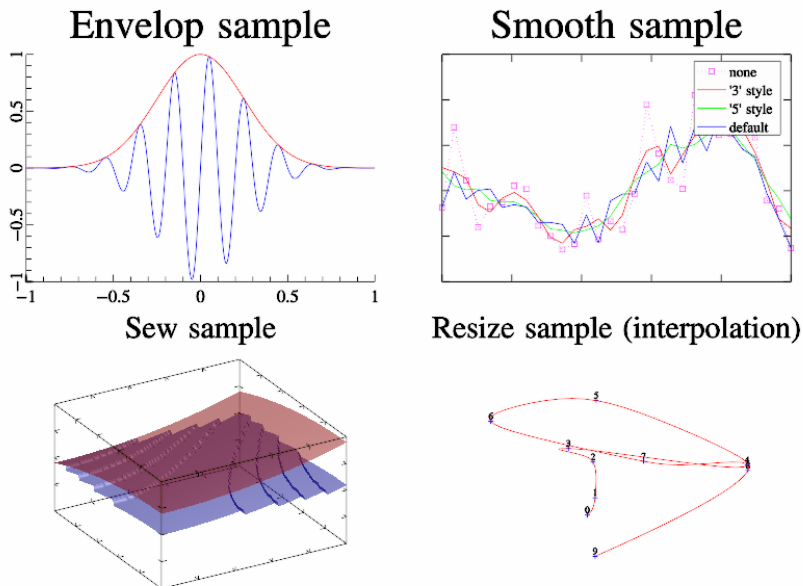 Envelop sample
1
0.5
0
−0.5
−1
−1 −0.5 0 0.5 1
Smooth sample
none
'3' style
'5' style
default
Sew sample
Resize sample (interpolation)
5
6
3
2
7
1
0
9